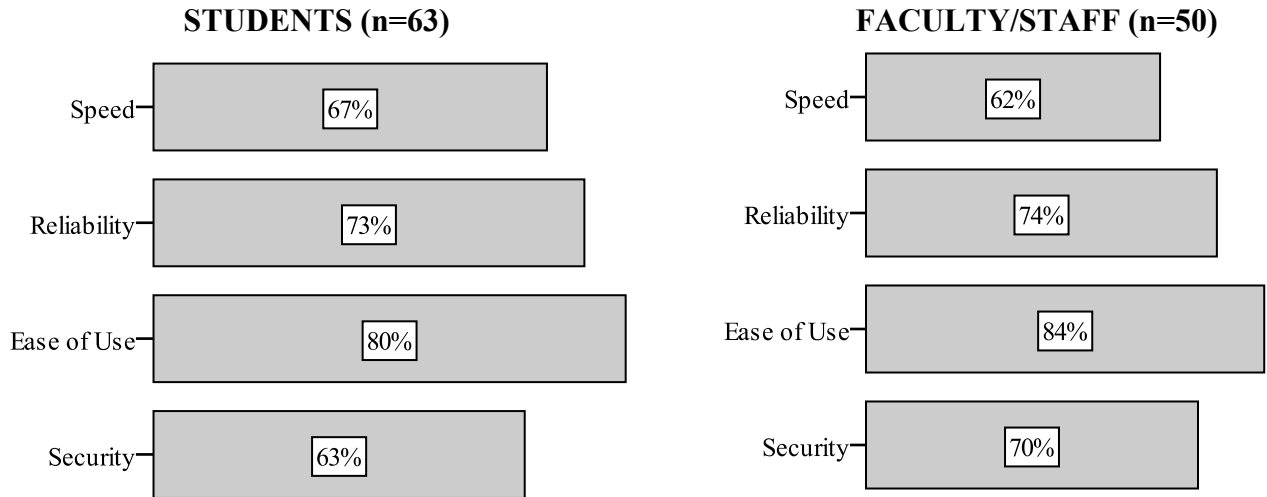 STUDENTS (n=63)
Speed 67%
Reliability 73%
Ease of Use 80%
Security 63%
FACULTY/STAFF (n=50)
Speed 62%
Reliability 74%
Ease of Use 84%
Security 70%